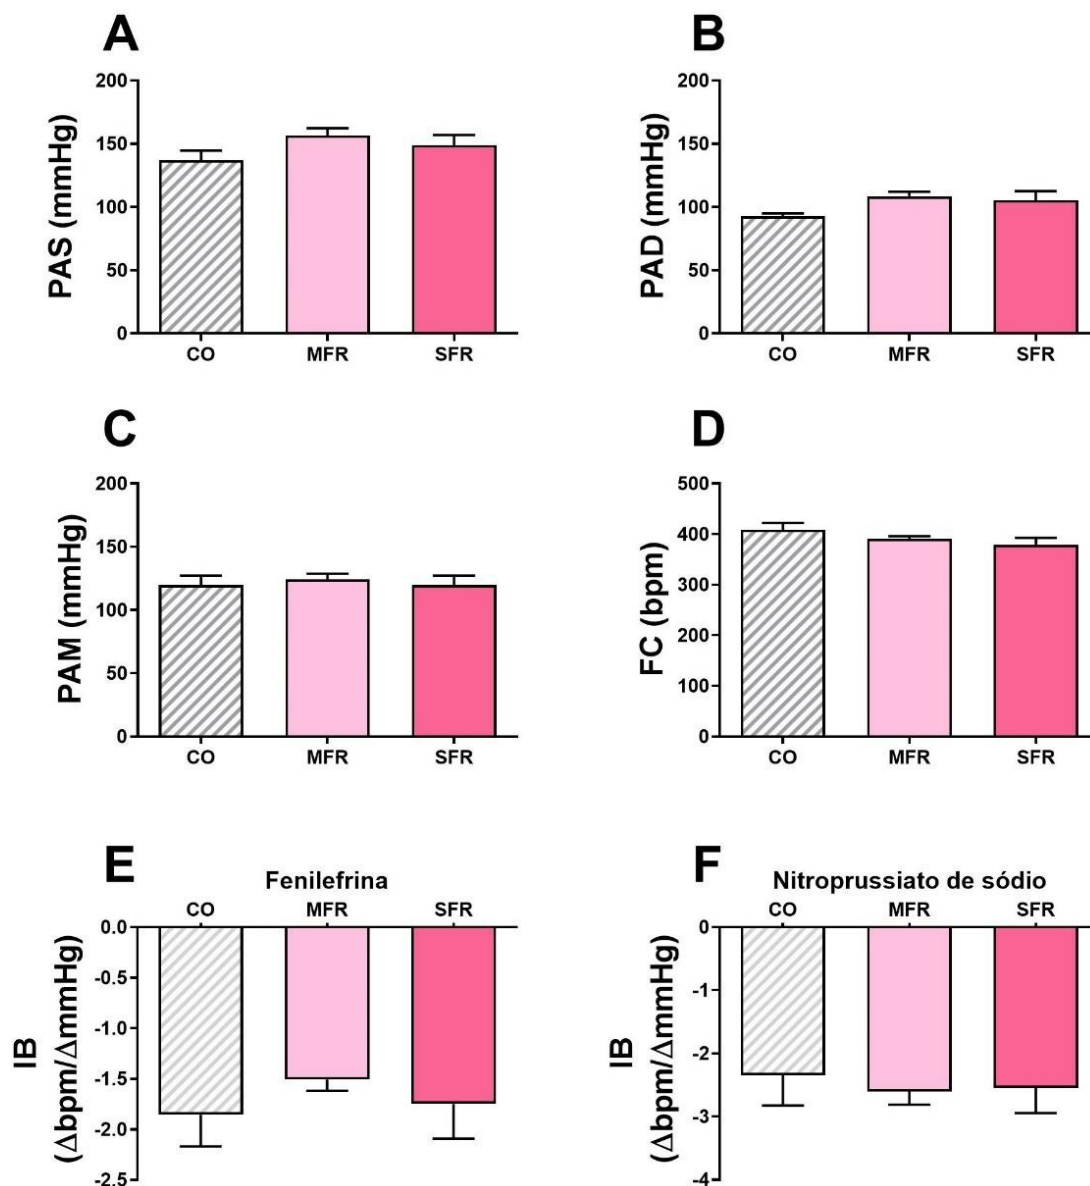 A
PAS (mmHg)
200
150
100
50
0
CO MFR SFR
B
PAD (mmHg)
200
150
100
50
0
CO MFR SFR
C
PAM (mmHg)
200
150
100
50
0
CO MFR SFR
D
FC (bpm)
500
400
300
200
100
0
CO MFR SFR
E
Fenilefrina
CO MFR SFR
IB
(Δbpm/ΔmmHg)
0.0
-0.5
-1.0
-1.5
-2.0
-2.5
F
Nitroprussiato de sódio
CO MFR SFR
IB
(Δbpm/ΔmmHg)
0
-1
-2
-3
-4